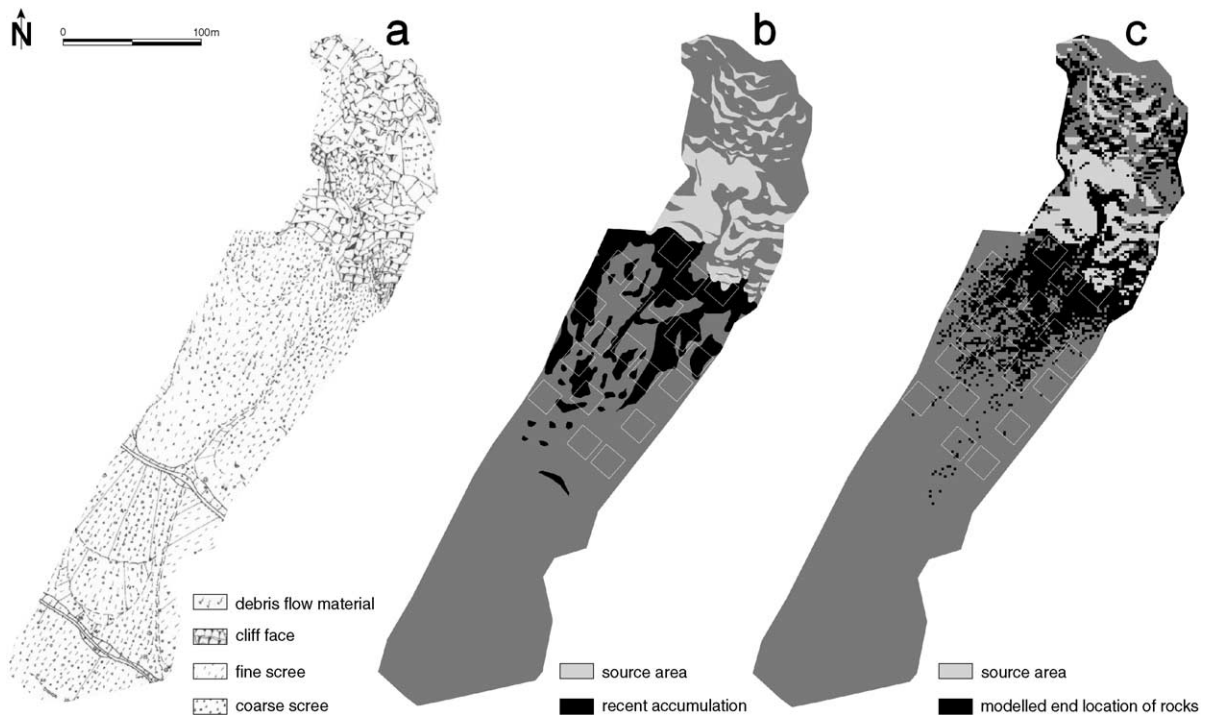 N
0 100m
a
b
c
debris flow material
cliff face
fine scree
coarse scree
source area
recent accumulation
source area
modelled end location of rocks